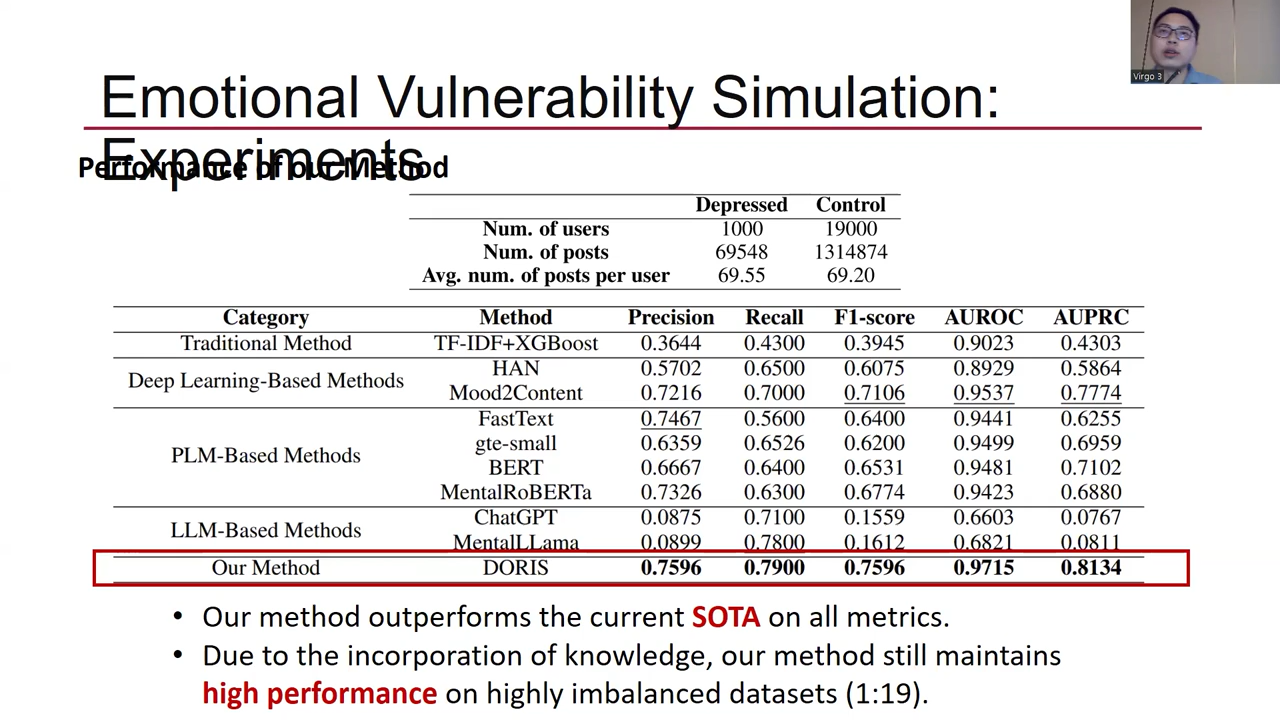 Virgo 3
Emotional Vulnerability Simulation:
Experiments
Performance of our Method
Depressed Control
Num. of users 1000 19000
Num. of posts 69548 1314874
Avg. num. of posts per user 69.55 69.20
Category Method Precision Recall F1-score AUROC AUPRC
Traditional Method TF-IDF+XGBoost 0.3644 0.4300 0.3945 0.9023 0.4303
Deep Learning-Based Methods
HAN 0.5702 0.6500 0.6075 0.8929 0.5864
Mood2Content 0.7216 0.7000 0.7106 0.9537 0.7774
PLM-Based Methods
FastText 0.7467 0.5600 0.6400 0.9441 0.6255
gte-small 0.6359 0.6526 0.6200 0.9499 0.6959
BERT 0.6667 0.6400 0.6531 0.9481 0.7102
MentalRoBERTa 0.7326 0.6300 0.6774 0.9423 0.6880
LLM-Based Methods
ChatGPT 0.0875 0.7100 0.1559 0.6603 0.0767
MentalLLama 0.0899 0.7800 0.1612 0.6821 0.0811
Our Method DORIS 0.7596 0.7900 0.7596 0.9715 0.8134
• Our method outperforms the current SOTA on all metrics.
• Due to the incorporation of knowledge, our method still maintains
high performance on highly imbalanced datasets (1:19).